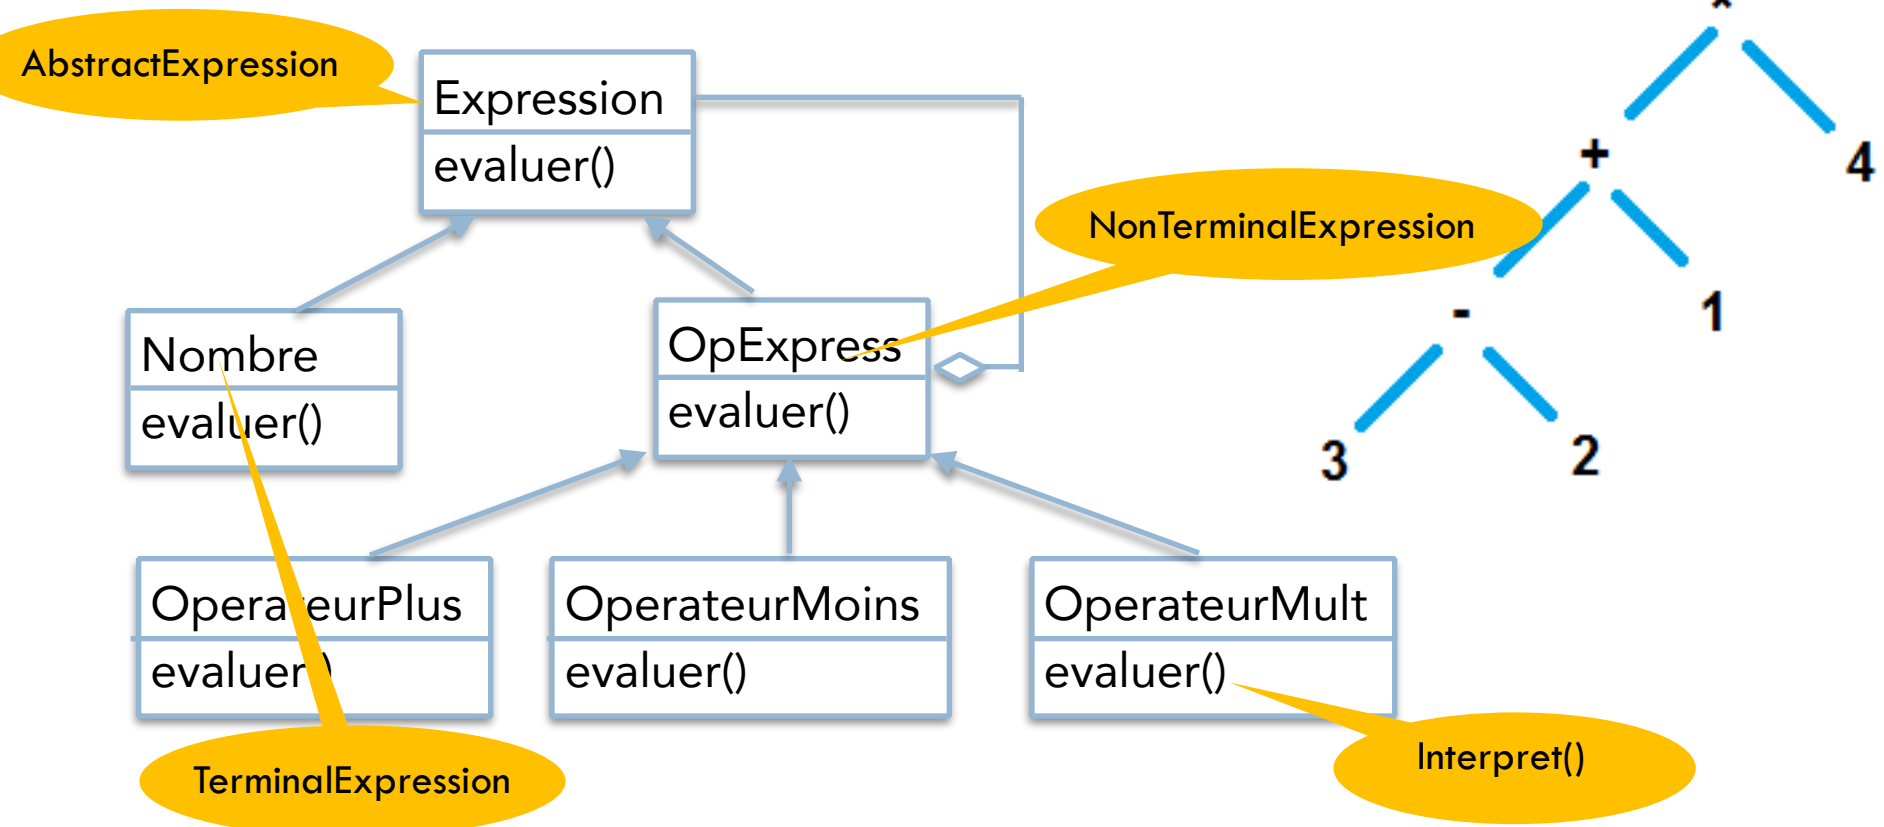 *
AbstractExpression
Expression
evaluer()
+
4
NonTerminalExpression
-
1
Nombre
evaluer()
OpExpress
evaluer()
3
2
OperateurPlus
evaluer()
OperateurMoins
evaluer()
OperateurMult
evaluer()
TerminalExpression
Interpret()